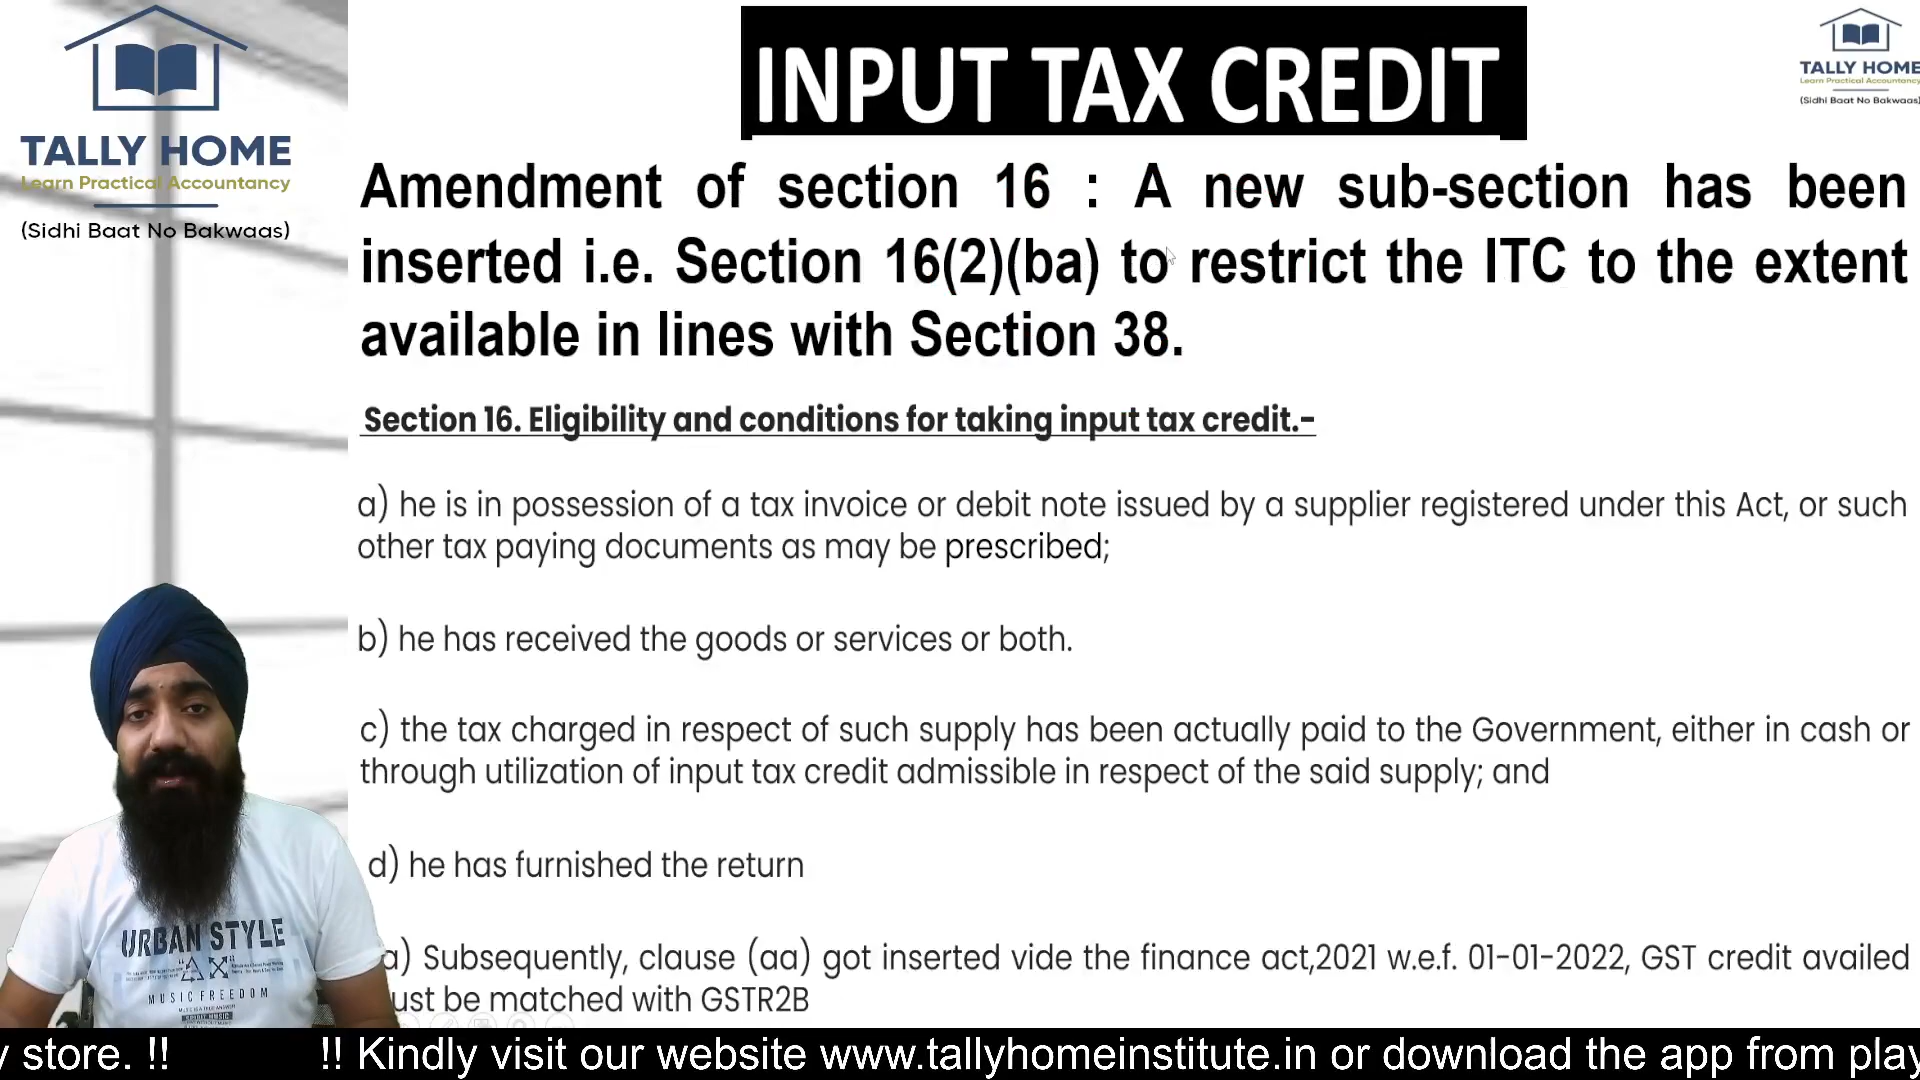 TALLY HOME
Learn Practical Accountancy
(Sidhi Baat No Bakwaas)
INPUT TAX CREDIT
TALLY HOME
Learn Practical Accountancy
(Sidhi Baat No Bakwaas)
Amendment of section 16 : A new sub-section has been
inserted i.e. Section 16(2)(ba) to restrict the ITC to the extent
available in lines with Section 38.
Section 16. Eligibility and conditions for taking input tax credit.-
a) he is in possession of a tax invoice or debit note issued by a supplier registered under this Act, or such
other tax paying documents as may be prescribed;
b) he has received the goods or services or both.
c) the tax charged in respect of such supply has been actually paid to the Government, either in cash or
through utilization of input tax credit admissible in respect of the said supply; and
d) he has furnished the return
a) Subsequently, clause (aa) got inserted vide the finance act,2021 w.e.f. 01-01-2022, GST credit availed
ust be matched with GSTR2B
URBAN STYLE
MUSIC FREEDOM
y store. !! !! Kindly visit our website www.tallyhomeinstitute.in or download the app from play